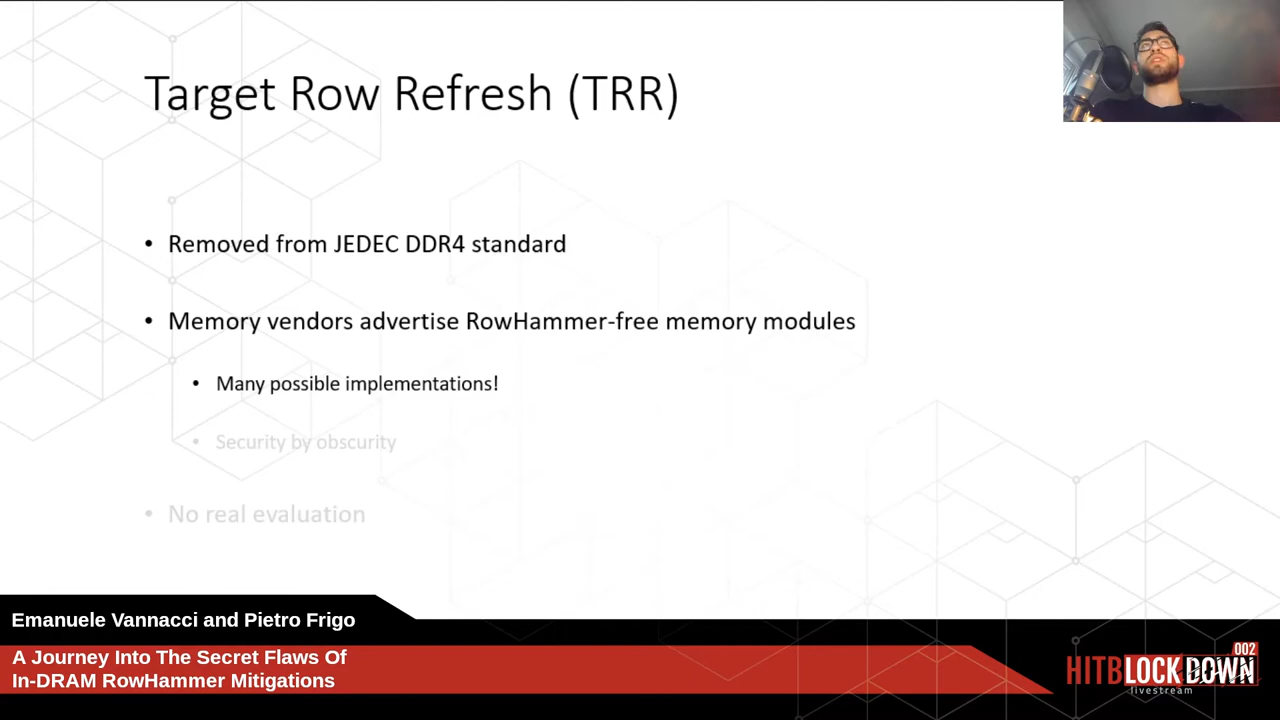 Target Row Refresh (TRR)
• Removed from JEDEC DDR4 standard
• Memory vendors advertise RowHammer-free memory modules
• Many possible implementations!
• Security by obscurity
• No real evaluation
Emanuele Vannacci and Pietro Frigo
A Journey Into The Secret Flaws Of
In-DRAM RowHammer Mitigations
002
HITBLOCKDOWN
livestream